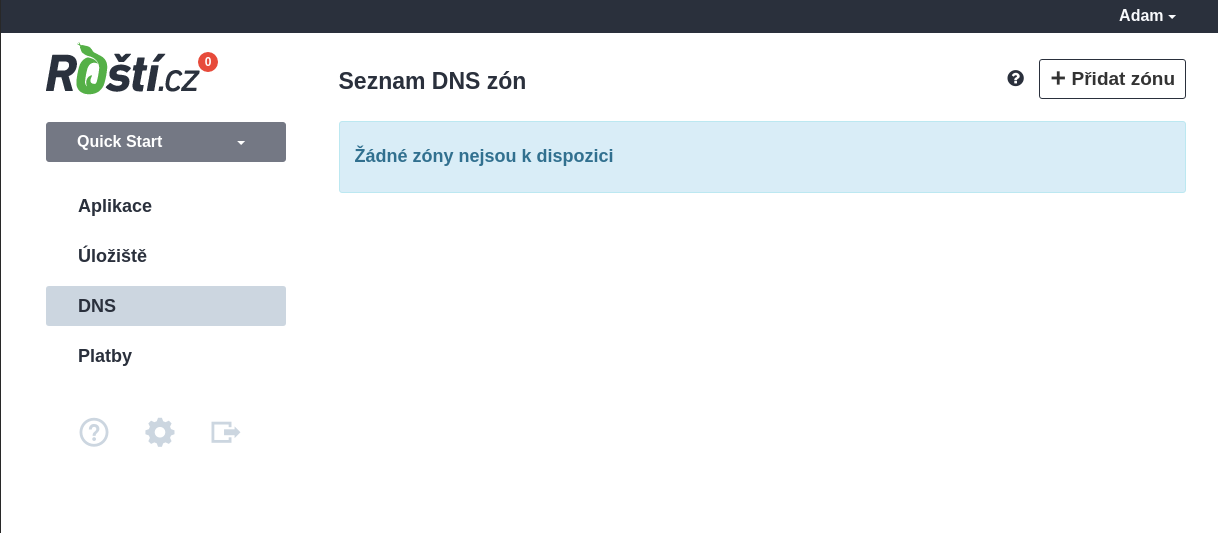 Adam
Roští.cz
0
Seznam DNS zón
Přidat zónu
Quick Start
Žádné zóny nejsou k dispozici
Aplikace
Úložiště
DNS
Platby